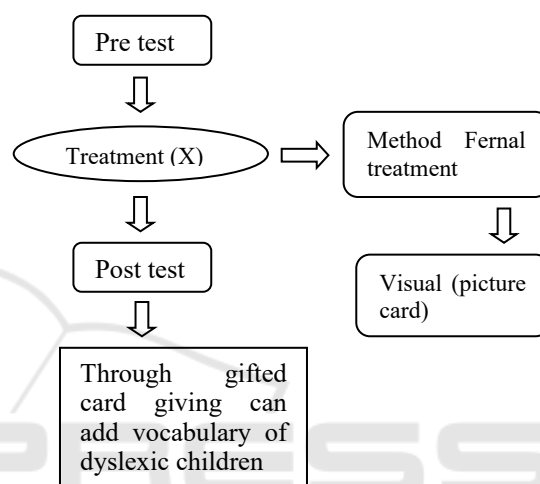 Pre test
Treatment (X)
Method Fernal
treatment
Post test
Visual (picture
card)
Through gifted
card giving can
add vocabulary of
dyslexic children